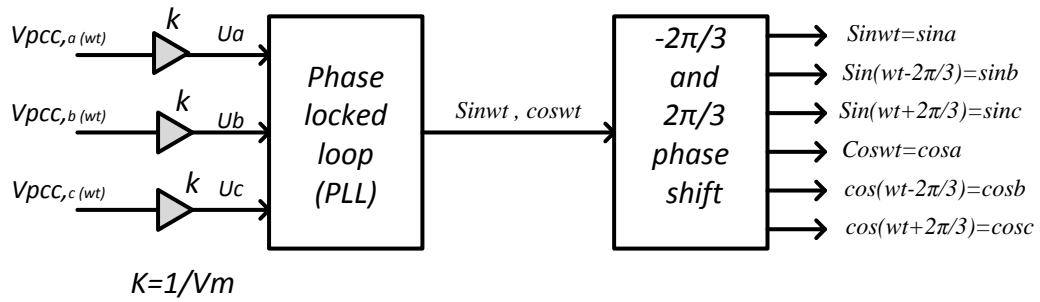 Vpcc,a (wt)
k
Ua
Vpcc,b (wt)
k
Ub
Vpcc,c (wt)
k
Uc
K=1/Vm
Phase
locked
loop
(PLL)
Sinwt , coswt
-2π/3
and
2π/3
phase
shift
Sinwt=sina
Sin(wt-2π/3)=sinb
Sin(wt+2π/3)=sinc
Coswt=cosa
cos(wt-2π/3)=cosb
cos(wt+2π/3)=cosc